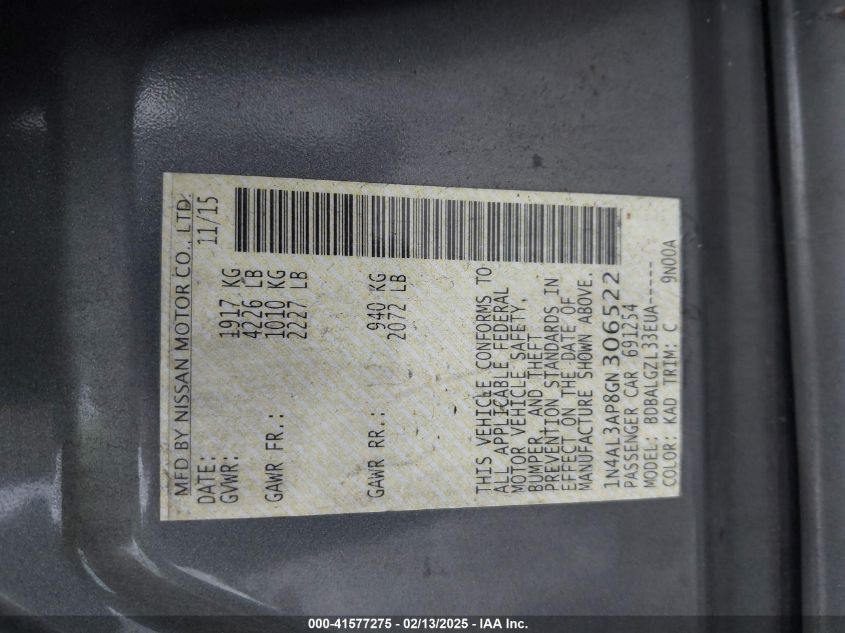 MFD BY NISSAN MOTOR CO., LTD.
DATE: 11/15
GVWR: 1917 KG
4226 LB
GAWR FR.: 1010 KG
2227 LB
GAWR RR.: 940 KG
2072 LB
THIS VEHICLE CONFORMS TO
ALL APPLICABLE FEDERAL
MOTOR VEHICLE SAFETY,
BUMPER, AND THEFT
PREVENTION STANDARDS IN
EFFECT ON THE DATE OF
MANUFACTURE SHOWN ABOVE.
1N4AL3AP8GN306522
PASSENGER CAR 691254
MODEL: BDBALGZL33EUA-----
COLOR: KAD TRIM: C 9N00A
000-41577275 - 02/13/2025 - IAA Inc.